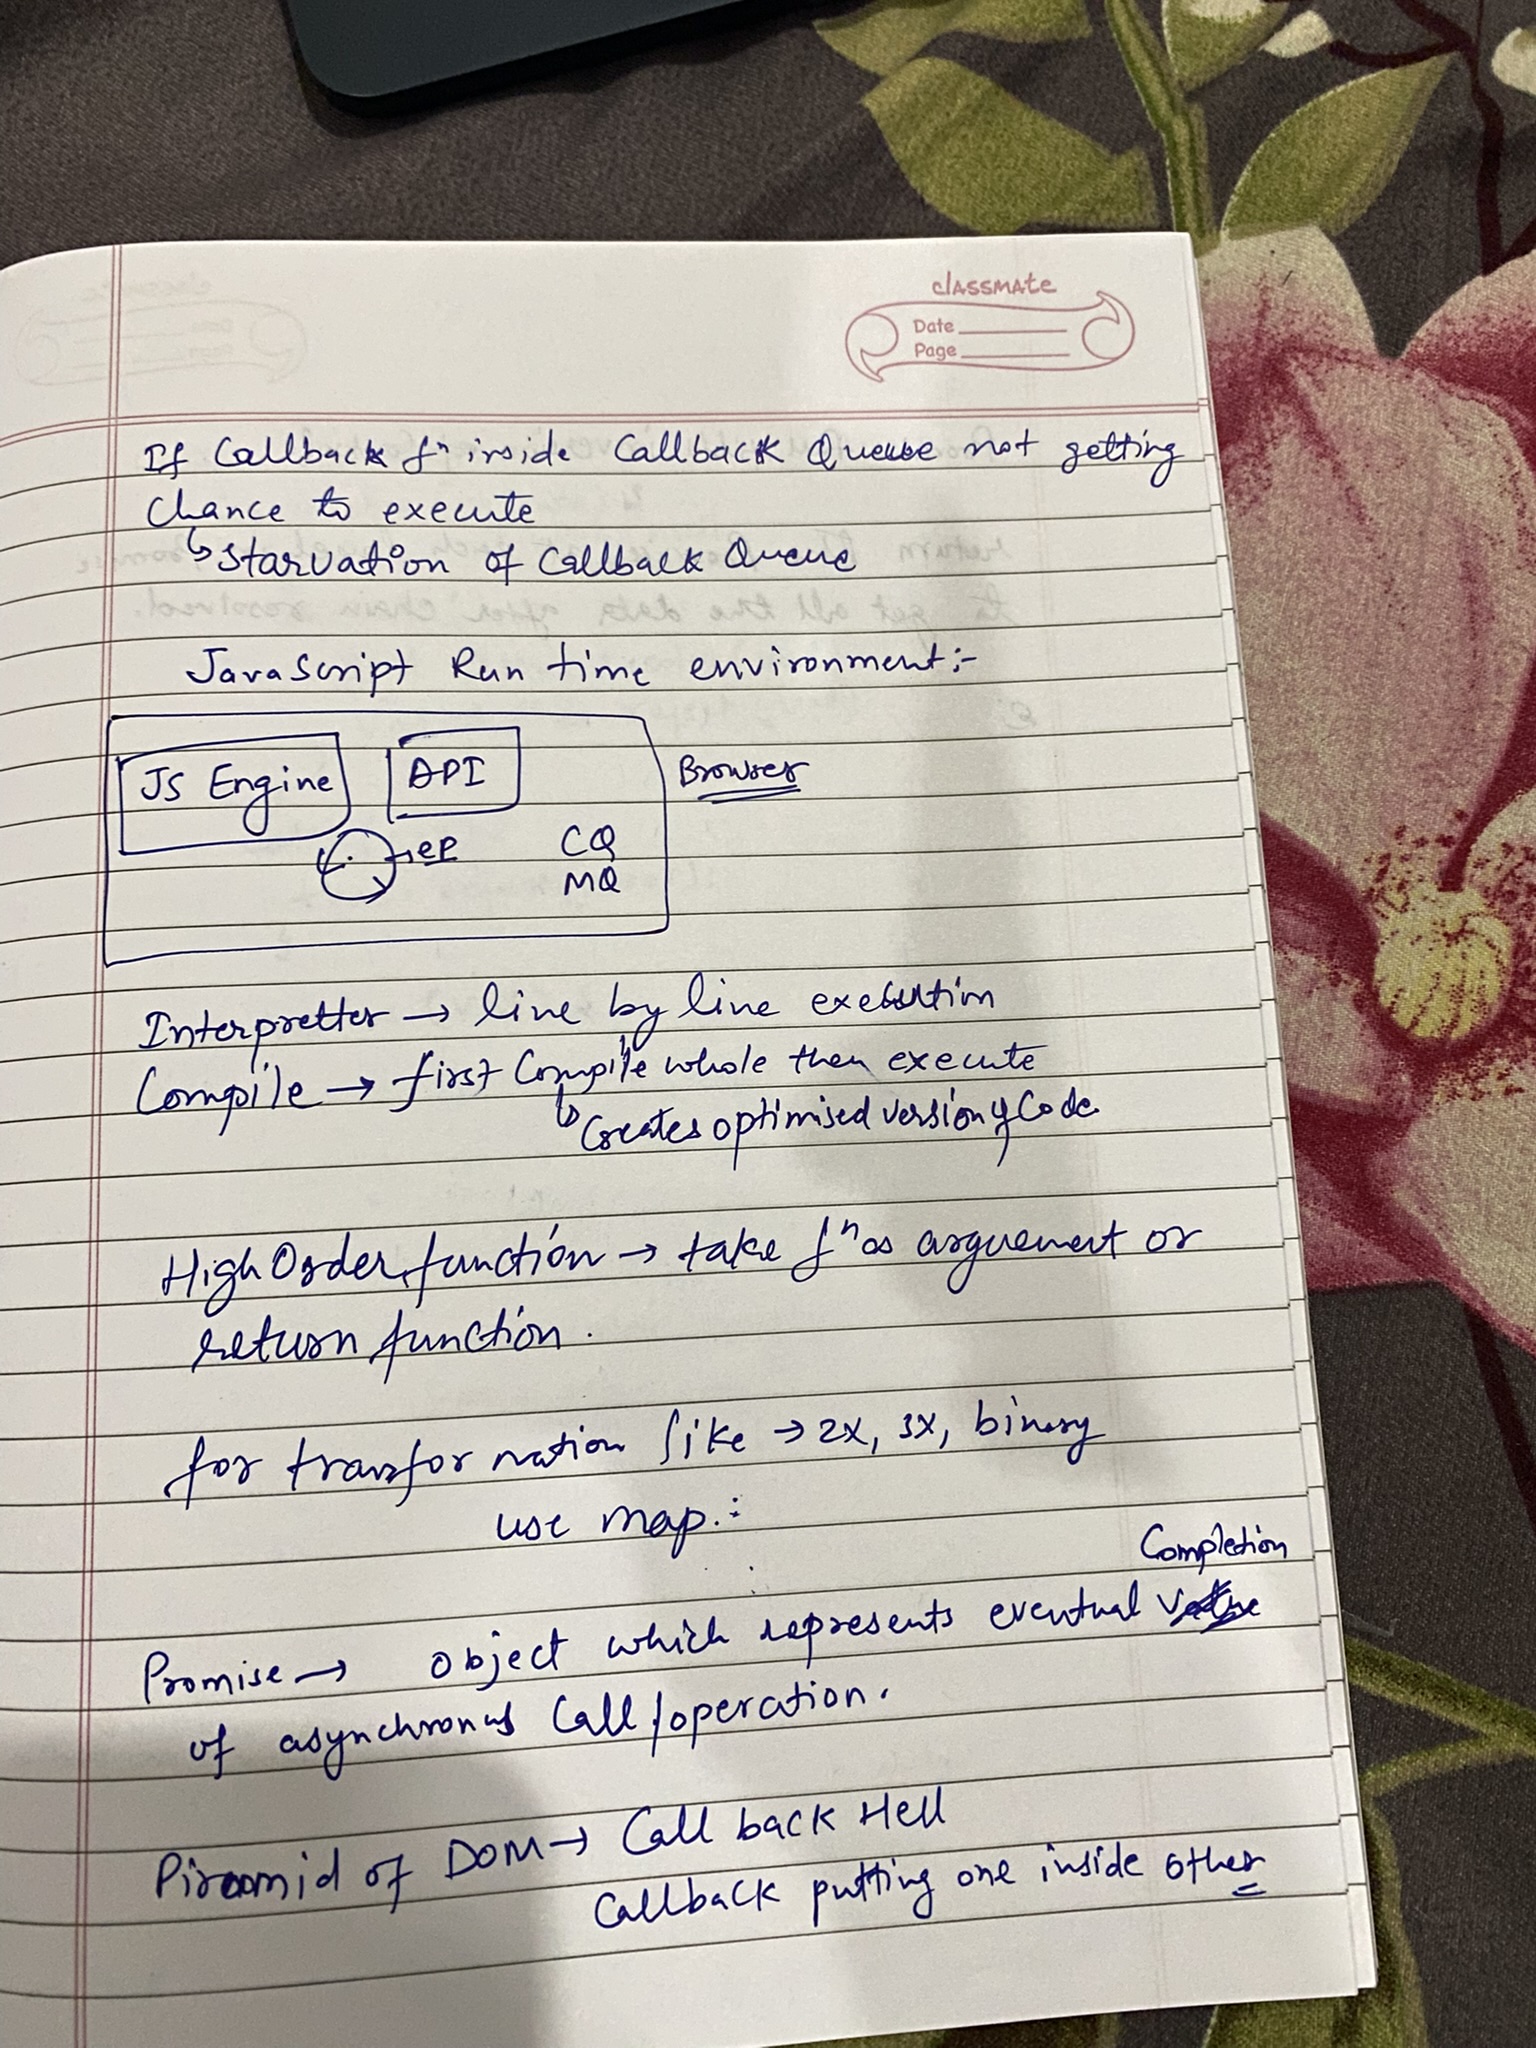 classmate
Date
Page
If Callback fⁿ inside Callback Queue not getting
Chance to execute
↳ Starvation of Callback Queue
JavaScript Run time environment:-
JS Engine
API
Browser
CQ
MQ
Interpretter → line by line execution
Compile → first Compile whole then execute
↳ Creates optimised version of Code
High Order function → take fⁿ as arguement or
return function.
for transformation like → 2x, 3x, binary
use map.:
Completion
Promise → Object which represents eventual
of asynchronus Call/operation.
Piramid of DOM → Call back Hell
Callback putting one inside other